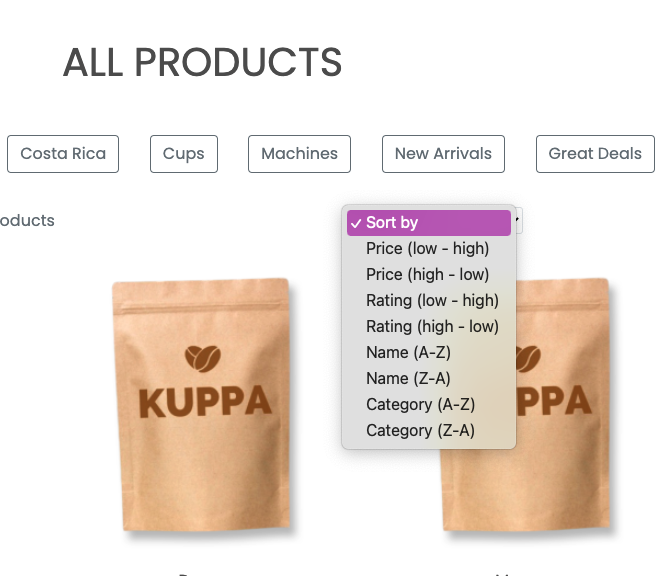 ALL PRODUCTS
Costa Rica
Cups
Machines
New Arrivals
Great Deals
oducts
✓ Sort by
Price (low - high)
Price (high - low)
Rating (low - high)
Rating (high - low)
Name (A-Z)
Name (Z-A)
Category (A-Z)
Category (Z-A)
KUPPA
PPA